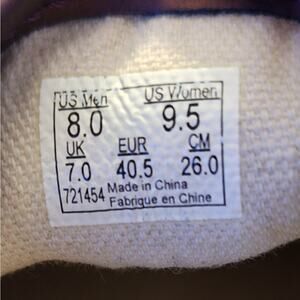 US Men US Women
8.0 9.5
UK EUR CM
7.0 40.5 26.0
721454 Made in China
Fabrique en Chine